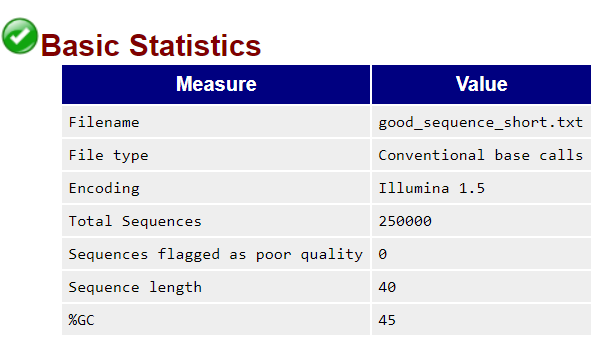 Basic Statistics
Measure Value
Filename good_sequence_short.txt
File type Conventional base calls
Encoding Illumina 1.5
Total Sequences 250000
Sequences flagged as poor quality 0
Sequence length 40
%GC 45